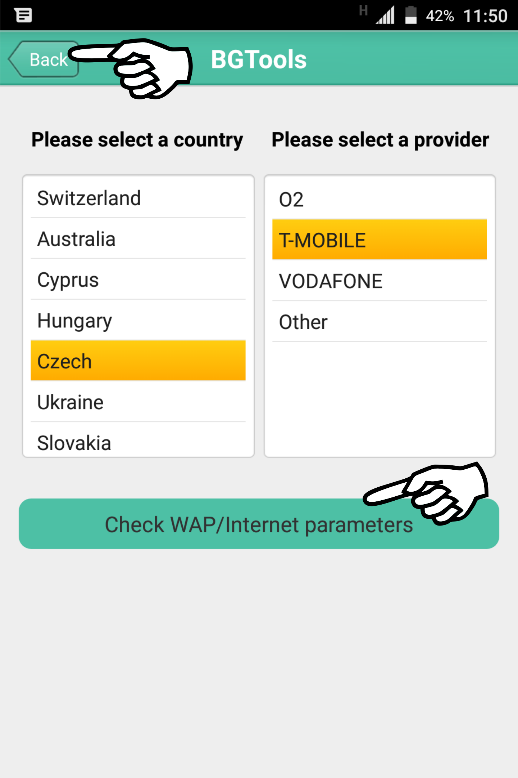 H 42% 11:50
Back BGTools
Please select a country Please select a provider
Switzerland O2
Australia T-MOBILE
Cyprus VODAFONE
Hungary Other
Czech
Ukraine
Slovakia
Check WAP/Internet parameters